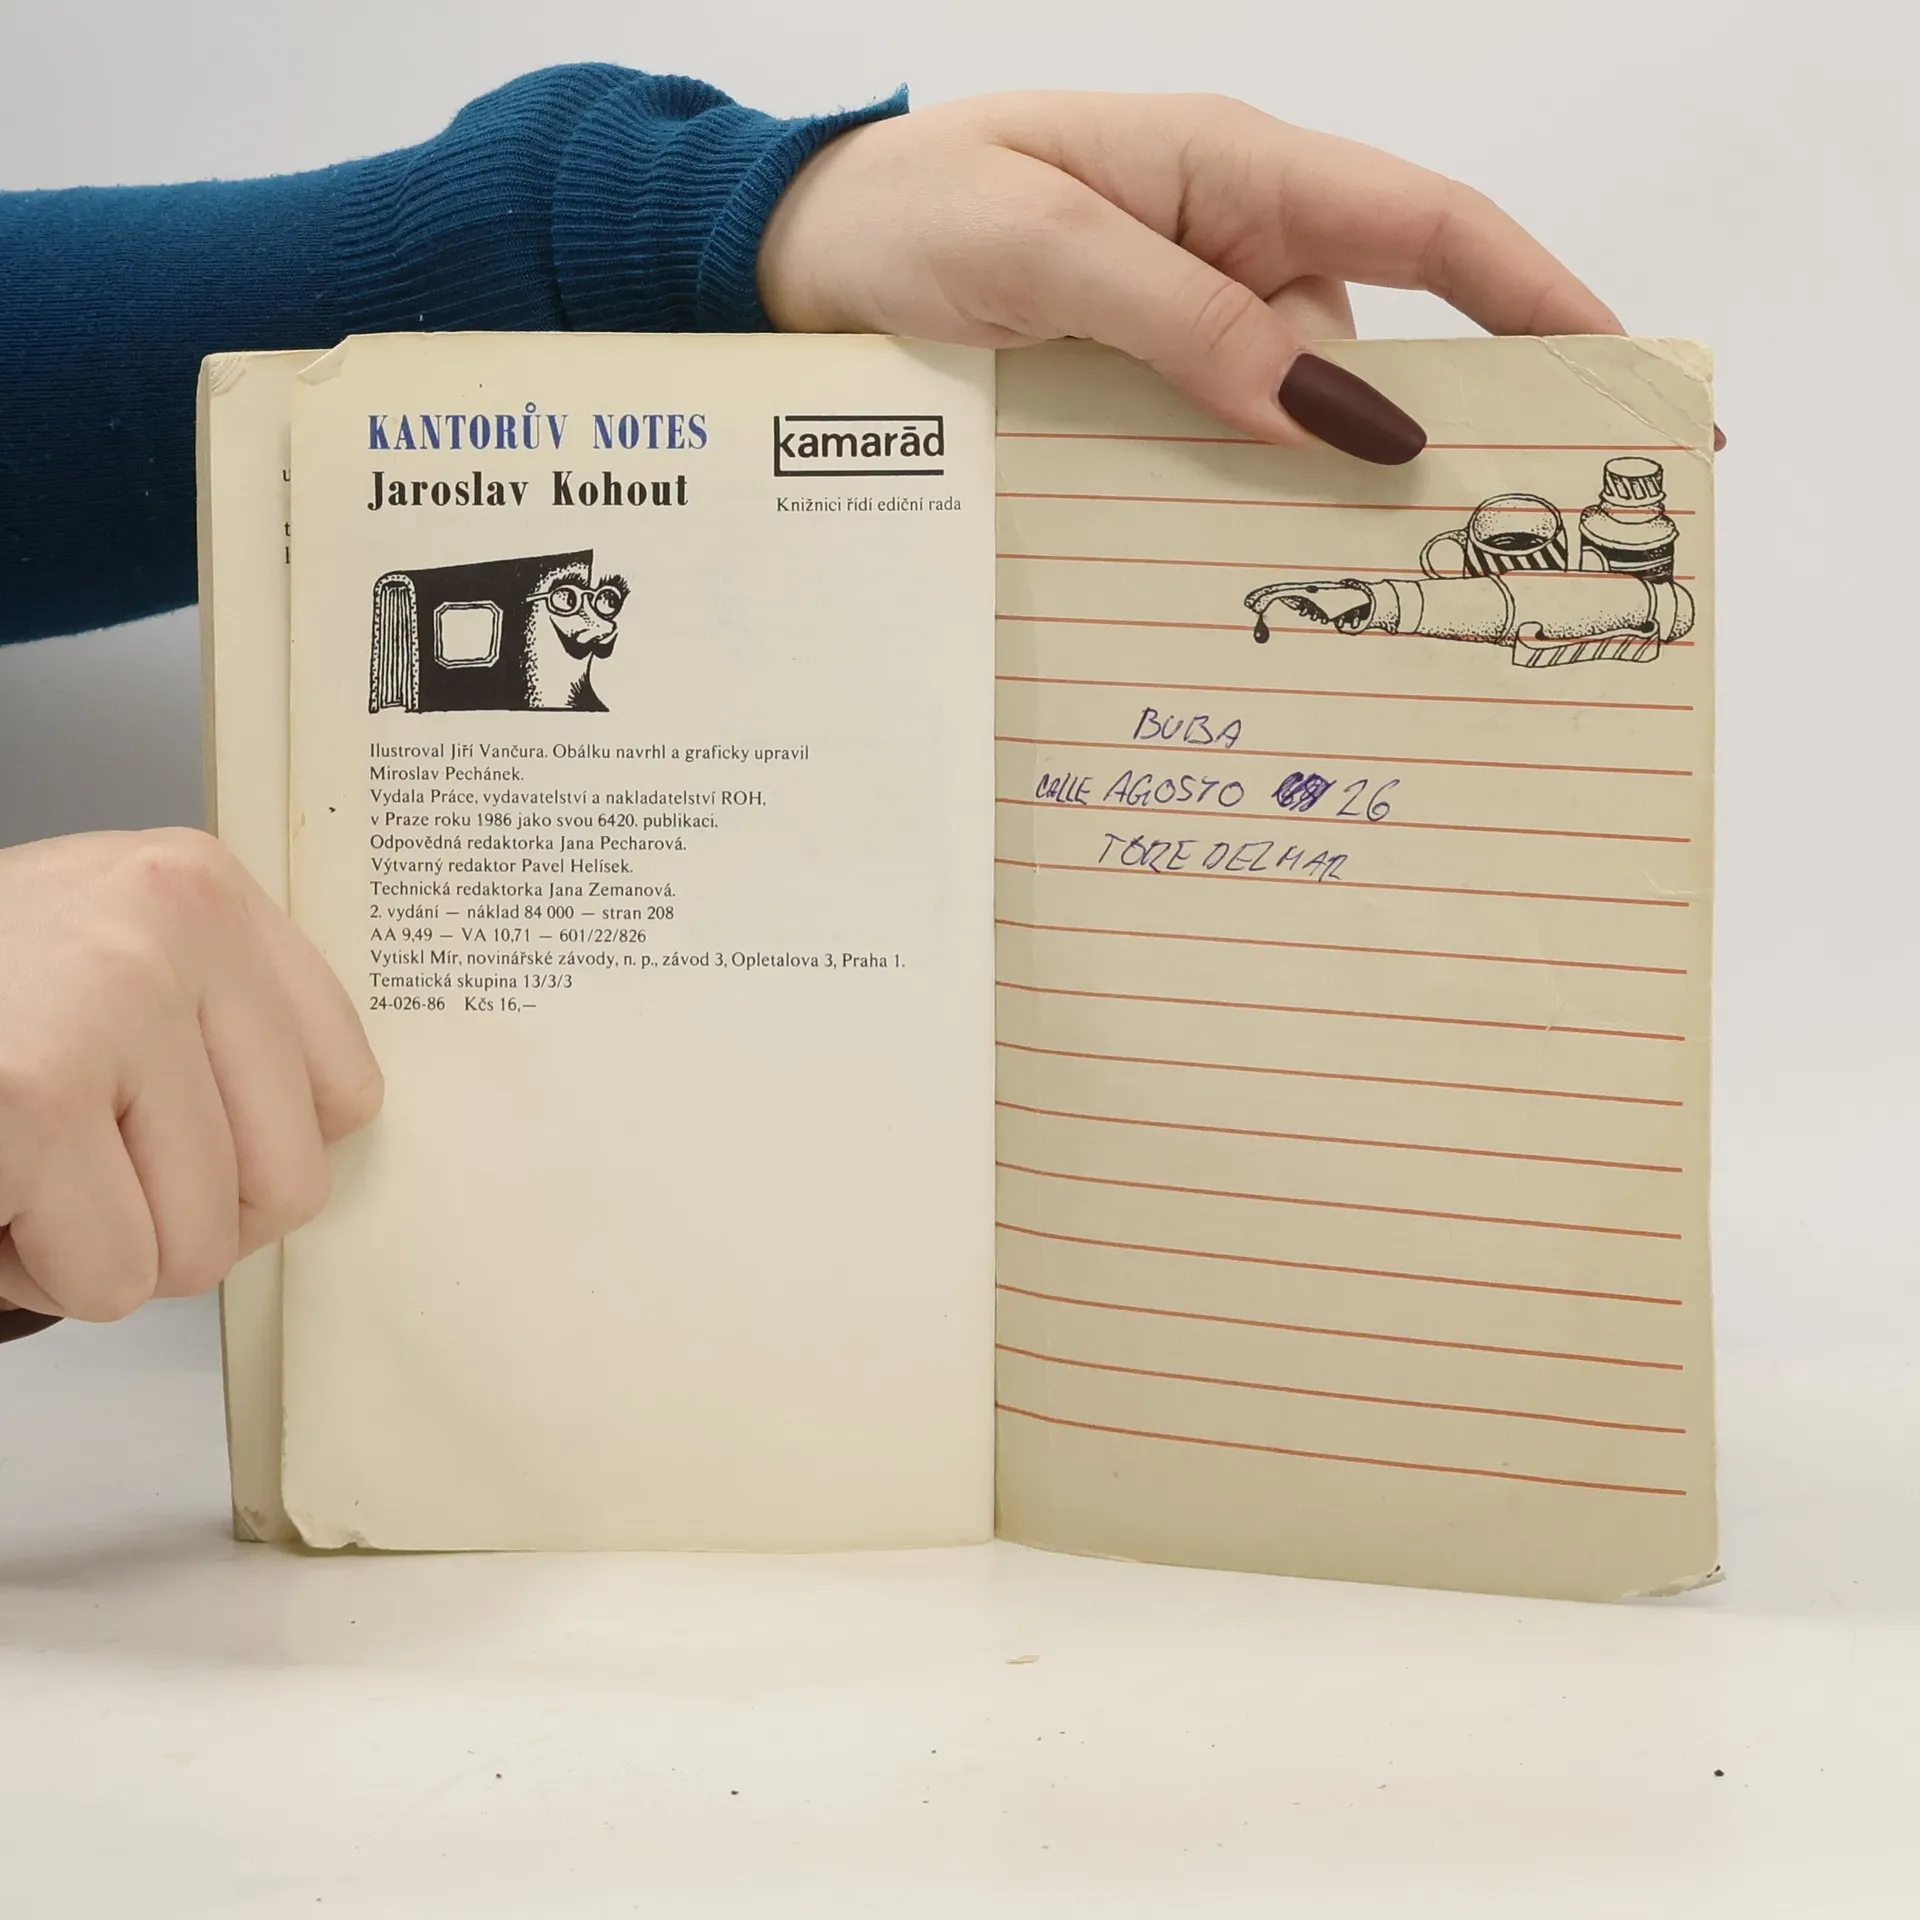 KANTORŮV NOTES
Jaroslav Kohout
kamarād
Knižnici řídí ediční rada
Ilustroval Jiří Vančura. Obálku navrhl a graficky upravil
Miroslav Pechánek.
Vydala Práce, vydavatelství a nakladatelství ROH,
v Praze roku 1986 jako svou 6420. publikaci.
Odpovědná redaktorka Jana Pecharová.
Výtvarný redaktor Pavel Helísek.
Technická redaktorka Jana Zemanová.
2. vydání — náklad 84 000 — stran 208
AA 9,49 — VA 10,71 — 601/22/826
Vytiskl Mír, novinářské závody, n. p., závod 3, Opletalova 3, Praha 1.
Tematická skupina 13/3/3
24-026-86 Kčs 16,—
BUBA
CALLE AGOSTO 26
TORE DEL MAR